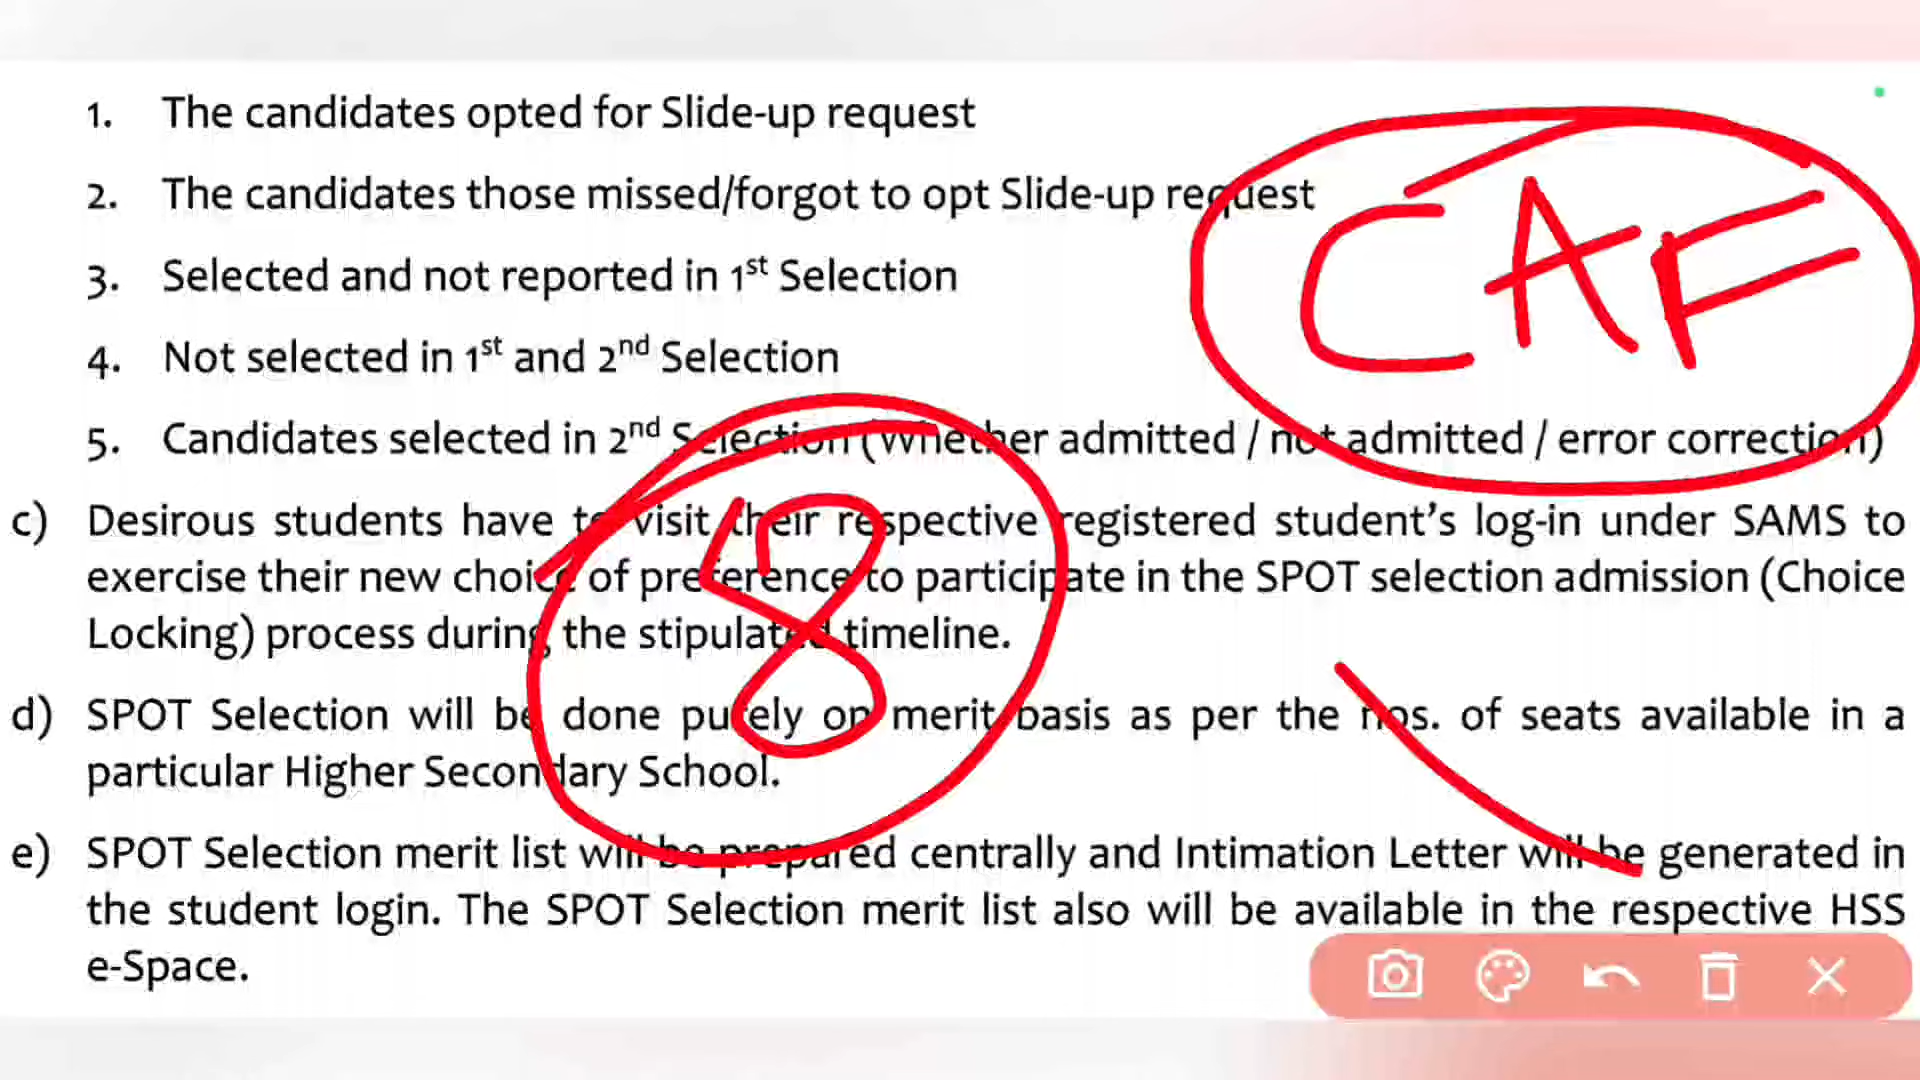 1. The candidates opted for Slide-up request
2. The candidates those missed/forgot to opt Slide-up request
3. Selected and not reported in 1st Selection
4. Not selected in 1st and 2nd Selection
5. Candidates selected in 2nd Selection (Whether admitted / not admitted / error correction)
CAF
c) Desirous students have to visit their respective registered student's log-in under SAMS to
exercise their new choice of preference to participate in the SPOT selection admission (Choice
Locking) process during the stipulated timeline.
8
d) SPOT Selection will be done purely on merit basis as per the nos. of seats available in a
particular Higher Secondary School.
e) SPOT Selection merit list will be prepared centrally and Intimation Letter will be generated in
the student login. The SPOT Selection merit list also will be available in the respective HSS
e-Space.